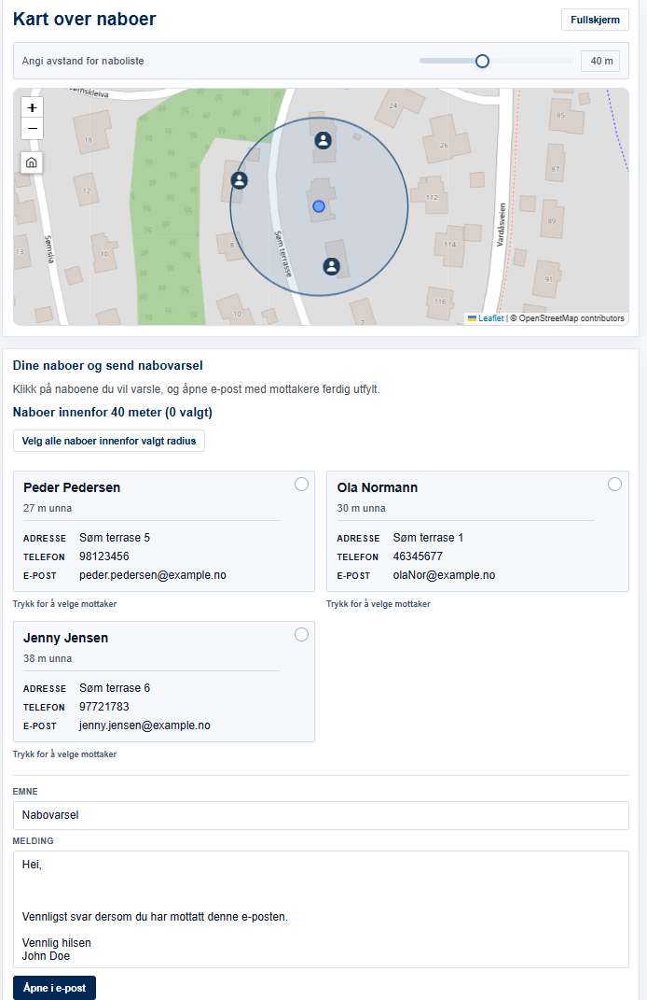 Kart over naboer
Fullskjerm
Angi avstand for naboliste
40 m
Sømskleiva
24
85
+
−
18
26
87
12
112
Sømslia
Søm terrasse
Vardåsveien
89
13
10
8
114
91
10
7
116
Leaflet | © OpenStreetMap contributors
Dine naboer og send nabovarsel
Klikk på naboene du vil varsle, og åpne e-post med mottakere ferdig utfylt.
Naboer innenfor 40 meter (0 valgt)
Velg alle naboer innenfor valgt radius
Peder Pedersen
27 m unna
ADRESSE Søm terrase 5
TELEFON 98123456
E-POST peder.pedersen@example.no
Trykk for å velge mottaker
Ola Normann
30 m unna
ADRESSE Søm terrase 1
TELEFON 46345677
E-POST olaNor@example.no
Trykk for å velge mottaker
Jenny Jensen
38 m unna
ADRESSE Søm terrase 6
TELEFON 97721783
E-POST jenny.jensen@example.no
Trykk for å velge mottaker
EMNE
Nabovarsel
MELDING
Hei,
Vennligst svar dersom du har mottatt denne e-posten.
Vennlig hilsen
John Doe
Åpne i e-post